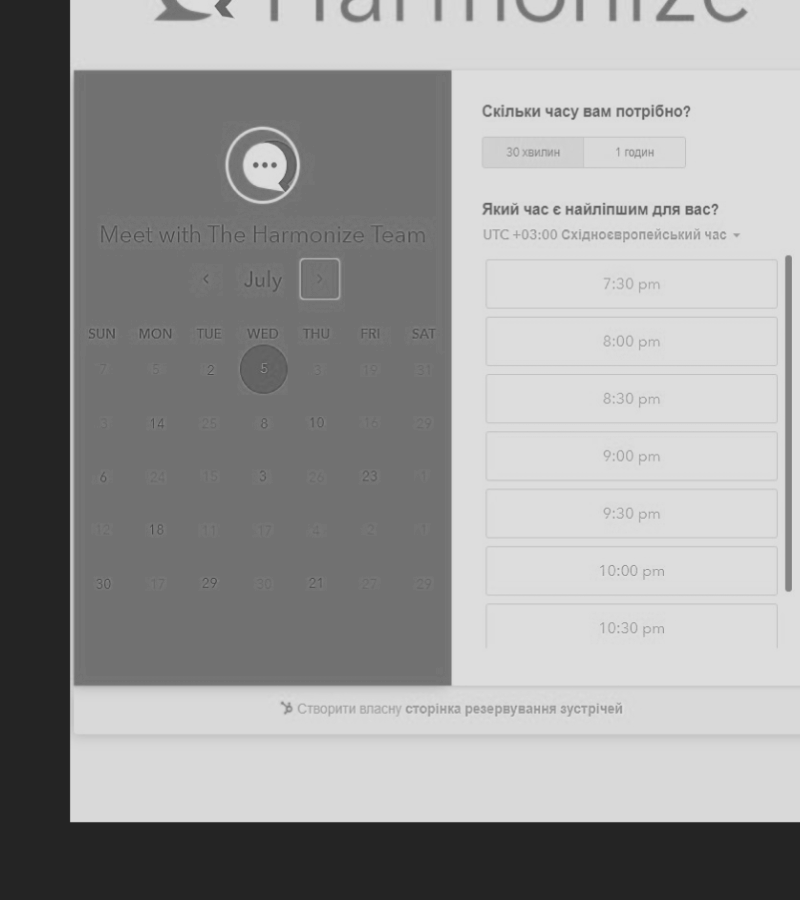 Harmonize
Meet with The Harmonize Team
July
SUN MON TUE WED THU FRI SAT
7 5 2 5 3 19 31
3 14 25 8 10 16 29
6 24 15 3 26 23 1
12 18 11 17 4 2 1
30 17 29 20 21 27 29
Скільки часу вам потрібно?
30 хвилин 1 годин
Який час є найліпшим для вас?
UTC +03:00 Східноєвропейський час
7:30 pm
8:00 pm
8:30 pm
9:00 pm
9:30 pm
10:00 pm
10:30 pm
Створити власну сторінка резервування зустрічей